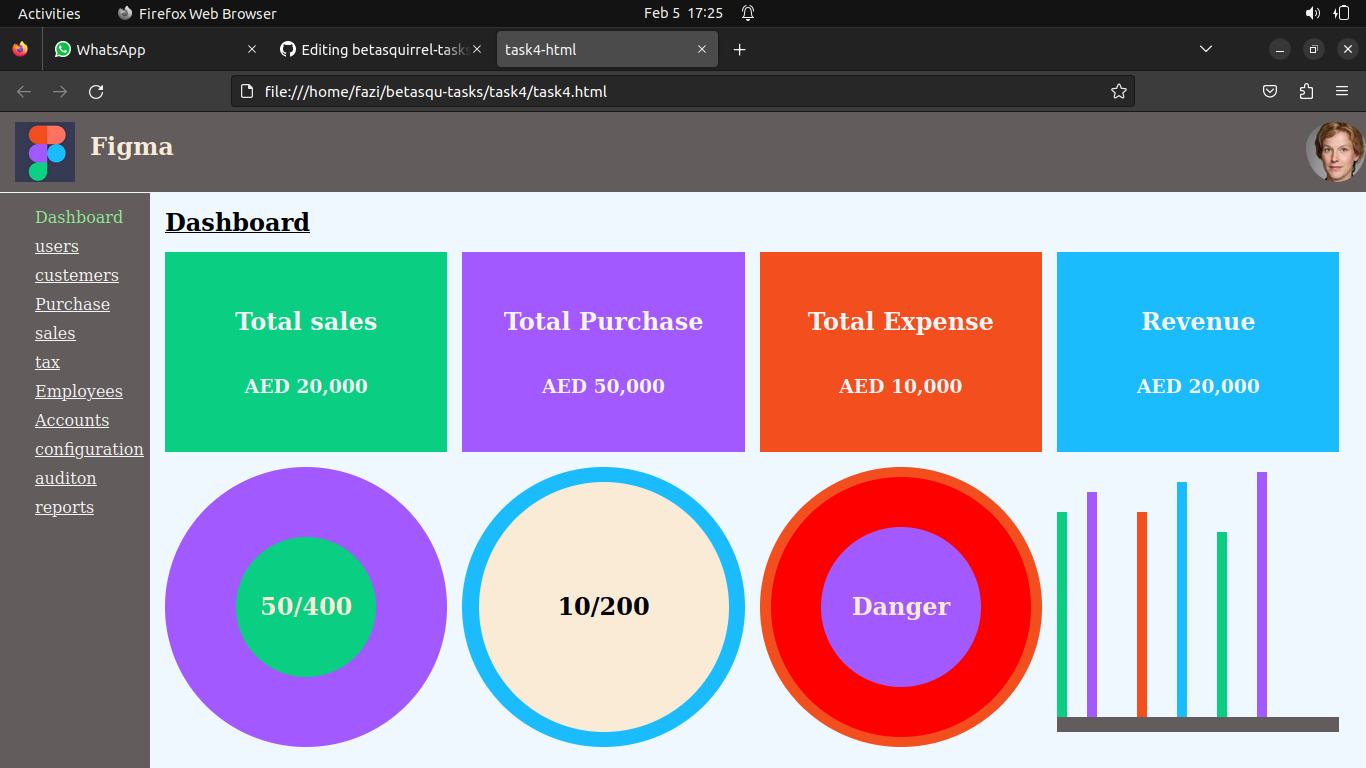 Activities Firefox Web Browser Feb 5 17:25
WhatsApp Editing betasquirrel-tasks task4-html
file:///home/fazi/betasqu-tasks/task4/task4.html
Figma
Dashboard
users
custemers
Purchase
sales
tax
Employees
Accounts
configuration
auditon
reports
Dashboard
Total sales
AED 20,000
Total Purchase
AED 50,000
Total Expense
AED 10,000
Revenue
AED 20,000
50/400
10/200
Danger